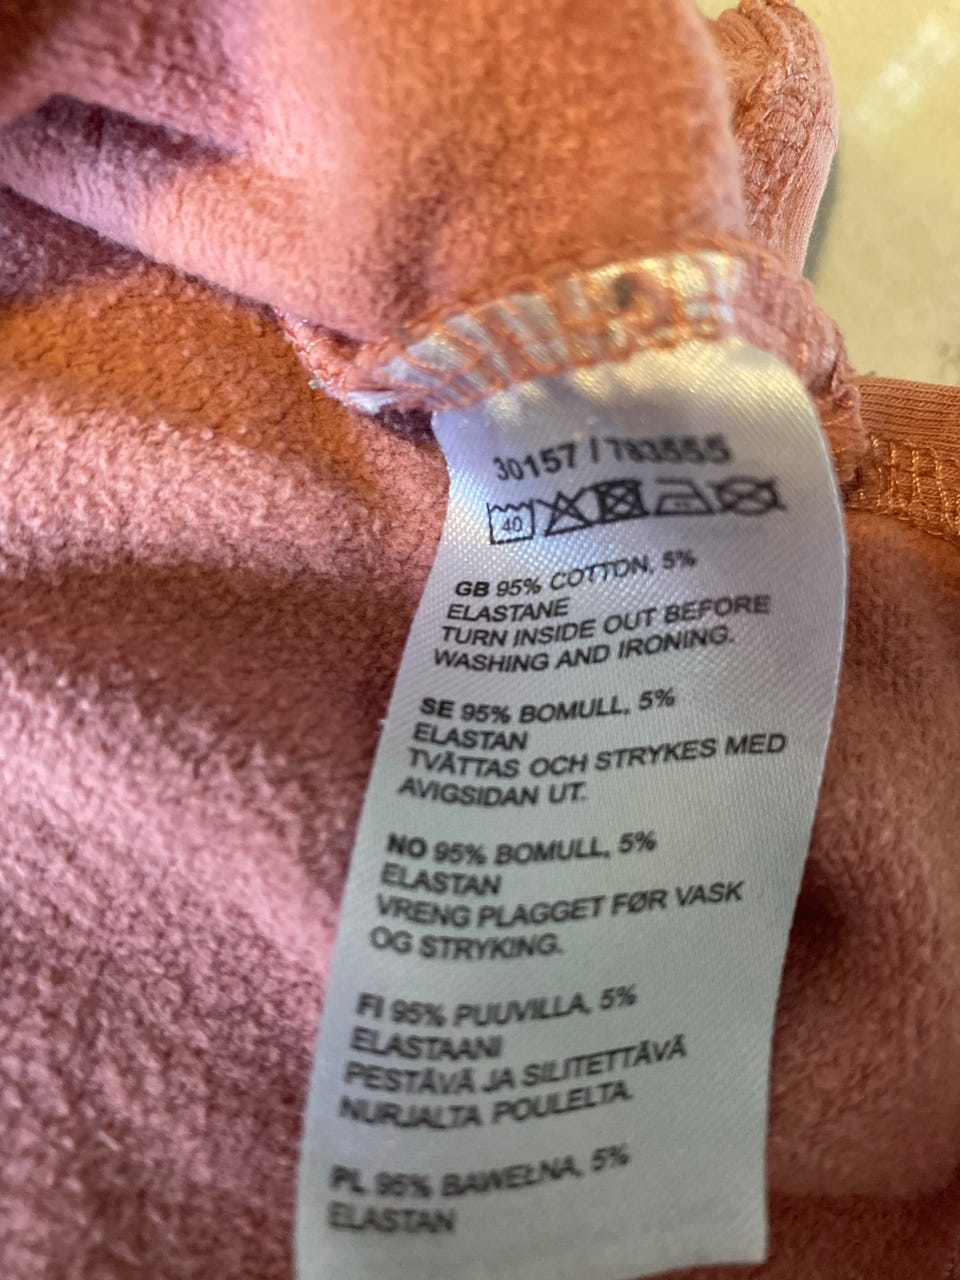 30157 / 783555
40
GB 95% COTTON, 5%
ELASTANE
TURN INSIDE OUT BEFORE
WASHING AND IRONING.
SE 95% BOMULL, 5%
ELASTAN
TVÄTTAS OCH STRYKES MED
AVIGSIDAN UT.
NO 95% BOMULL, 5%
ELASTAN
VRENG PLAGGET FØR VASK
OG STRYKING.
FI 95% PUUVILLA, 5%
ELASTAANI
PESTÄVÄ JA SILITETTÄVÄ
NURJALTA POULELTA.
PL 95% BAWEŁNA, 5%
ELASTAN